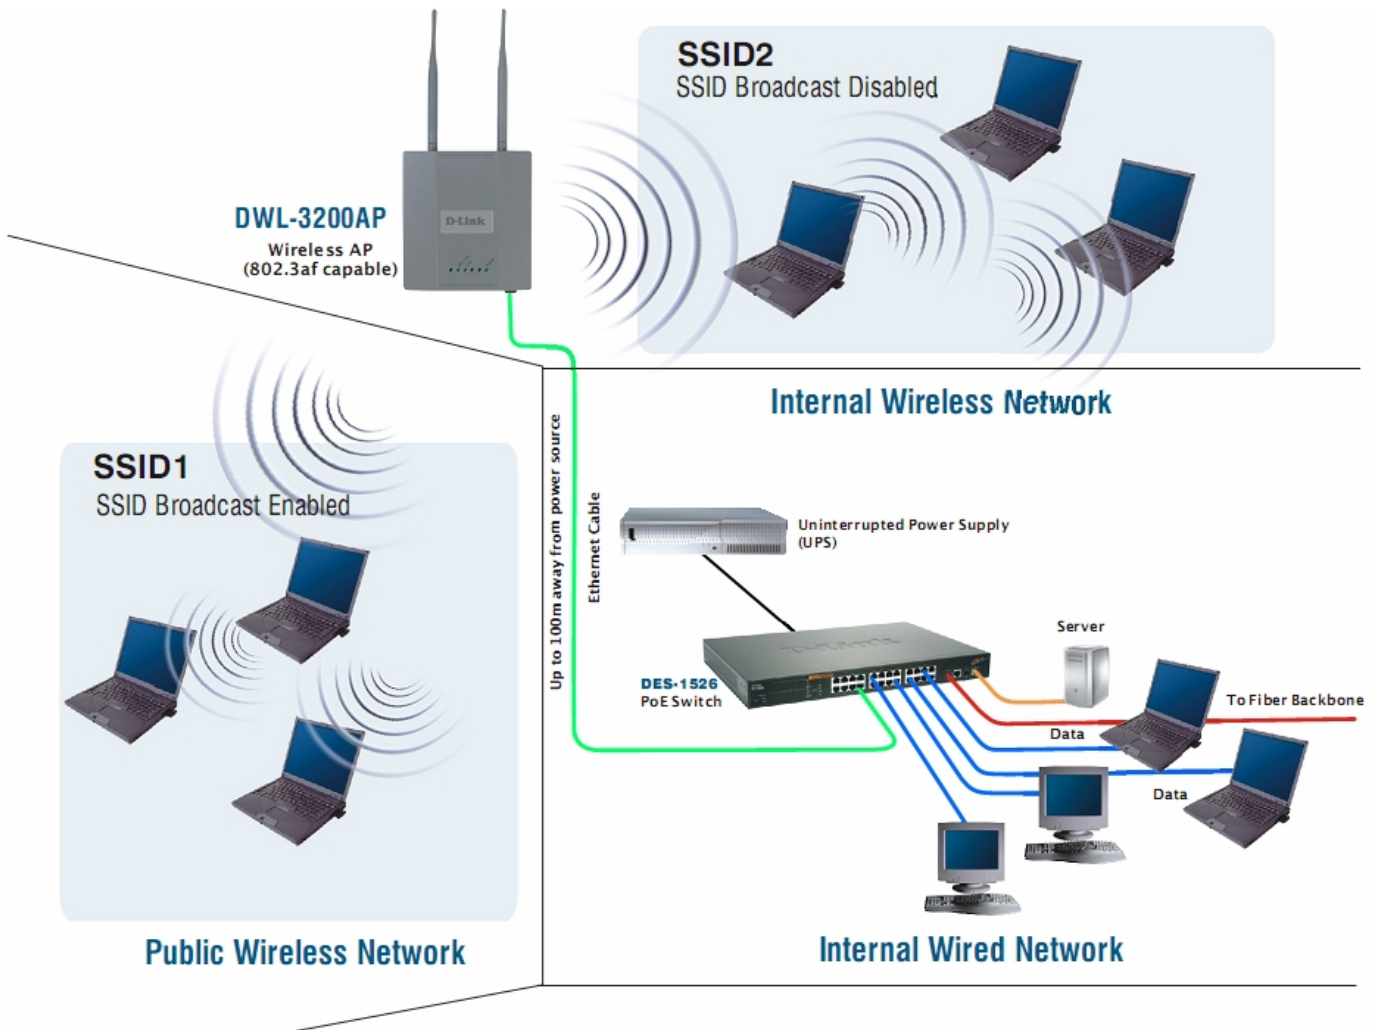 SSID2
SSID Broadcast Disabled
DWL-3200AP
Wireless AP
(802.3af capable)
D-Link
Internal Wireless Network
SSID1
SSID Broadcast Enabled
Up to 100m away from power source
Ethernet Cable
Uninterrupted Power Supply
(UPS)
Server
D-Link
DES-1526
PoE Switch
To Fiber Backbone
Data
Data
Public Wireless Network
Internal Wired Network